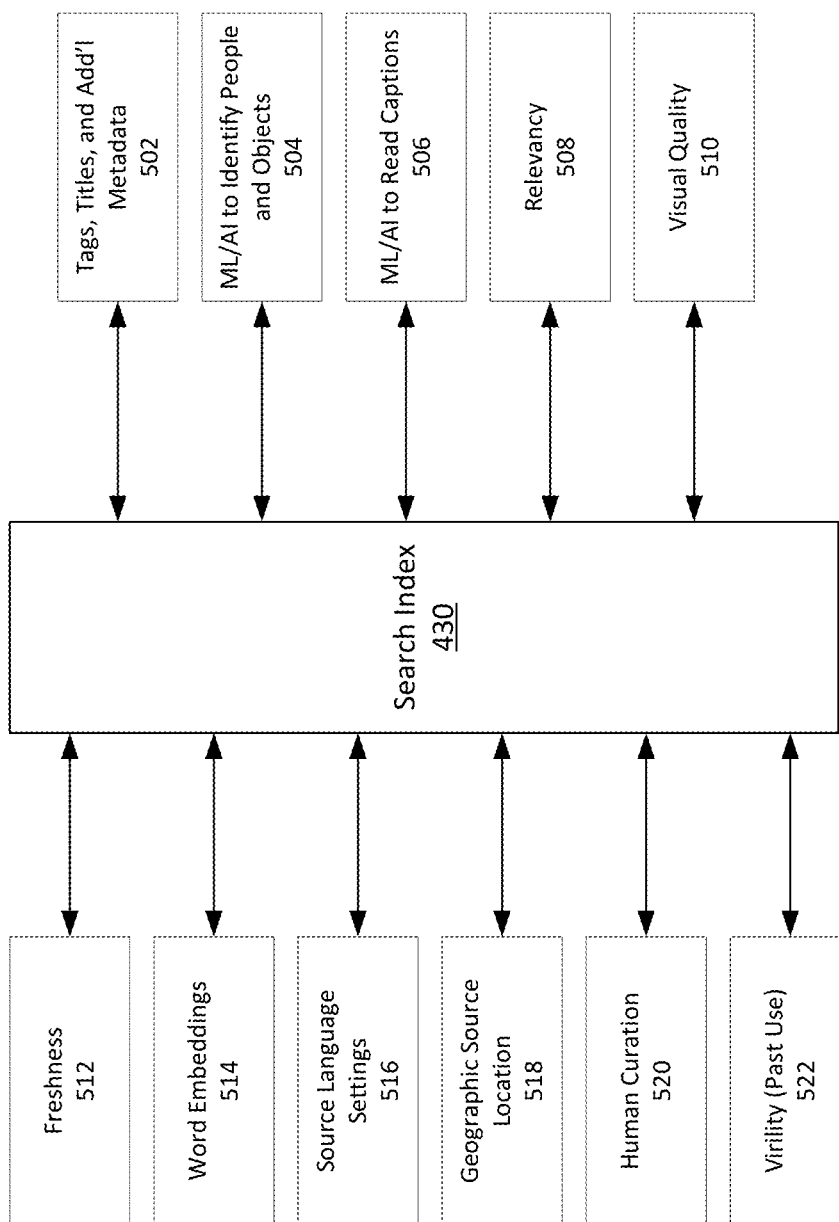 Tags, Titles, and Add'l
Metadata
502
ML/AI to Identify People
and Objects
504
ML/AI to Read Captions
506
Relevancy
508
Visual Quality
510
Search Index
430
Freshness
512
Word Embeddings
514
Source Language
Settings
516
Geographic Source
Location
518
Human Curation
520
Virility (Past Use)
522